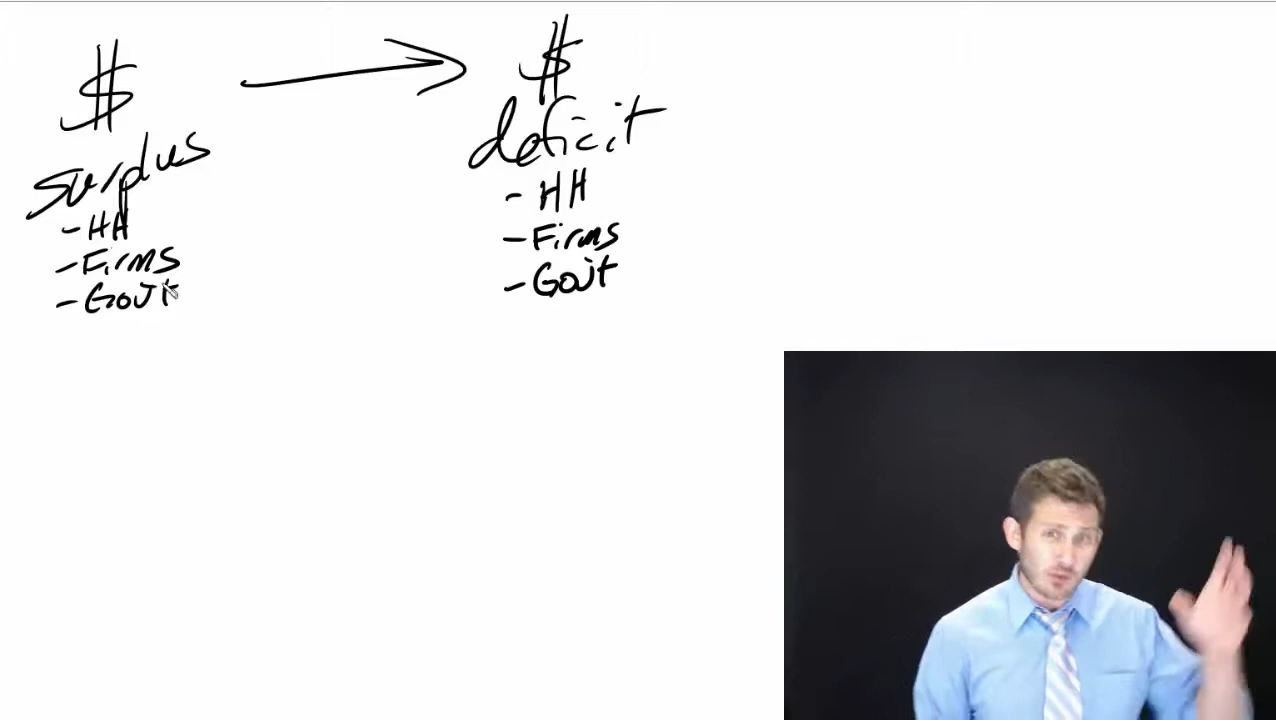 $
surplus
- HH
- Firms
- Gov't
$
deficit
- HH
- Firms
- Gov't